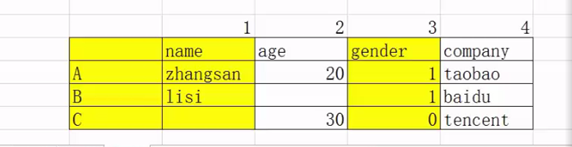 1 2 3 4
name age gender company
A zhangsan 20 1 taobao
B lisi 1 baidu
C 30 0 tencent